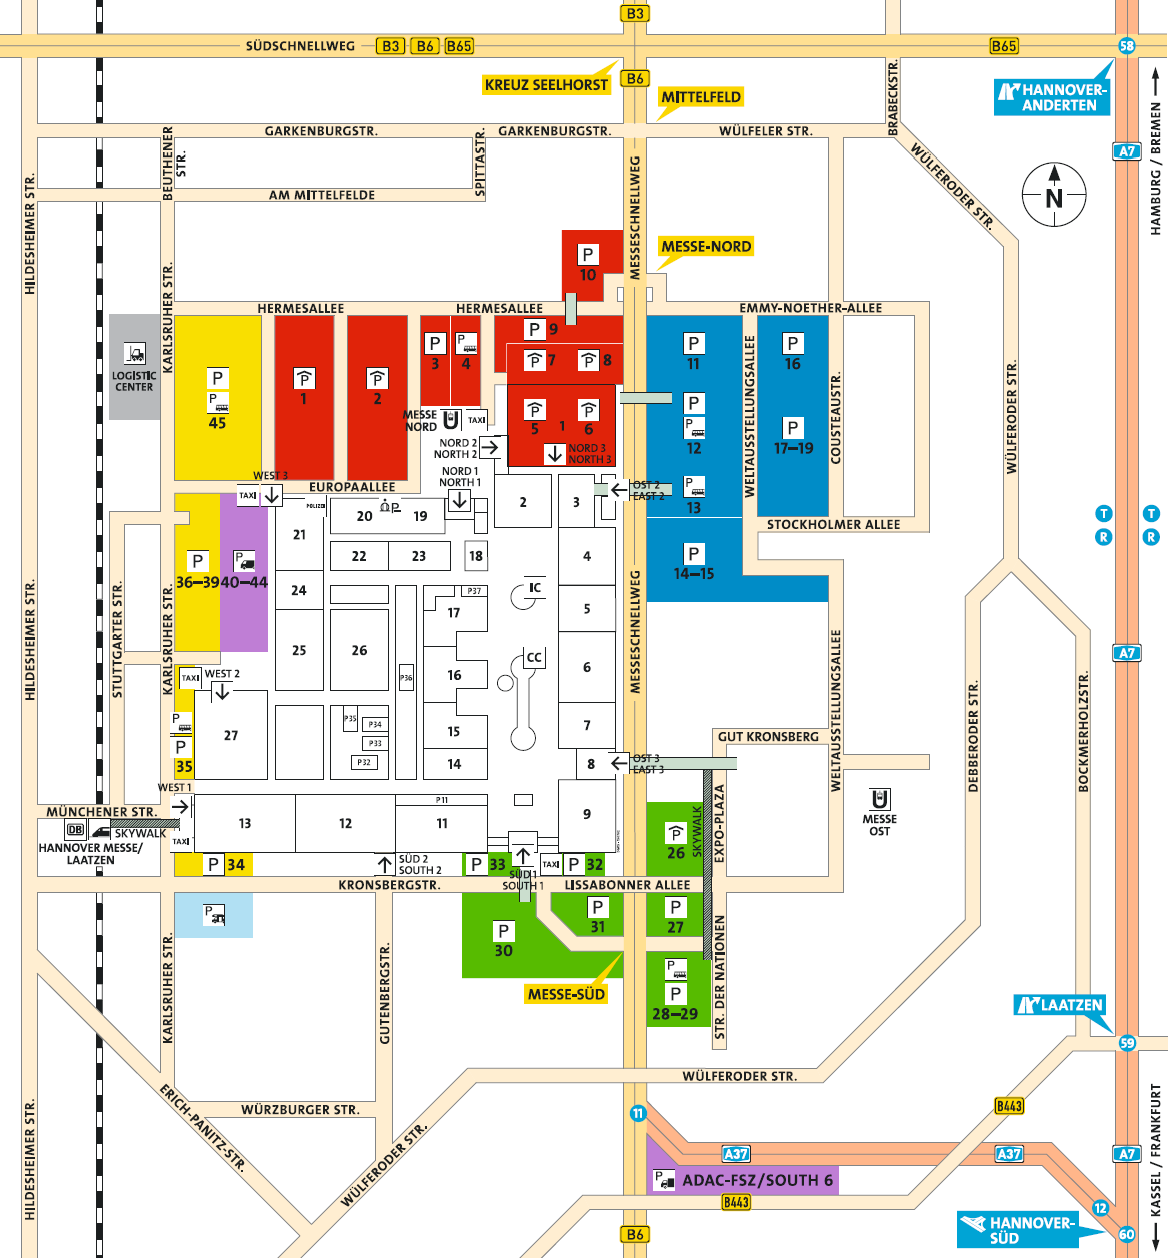 B3
SÜDSCHNELLWEG B3 B6 B65
B65
58
KREUZ SEELHORST
B6
MITTELFELD
HANNOVER-
ANDERTEN
HAMBURG / BREMEN
GARKENBURGSTR.
GARKENBURGSTR.
WÜLFELER STR.
BRABECKSTR.
A7
BEUTHENER
STR.
SPITTASTR.
AM MITTELFELDE
WÜLFERODER STR.
N
HILDESHEIMER STR.
MESSESCHNELLWEG
MESSE-NORD
P
10
KARLSRUHER STR.
HERMESALLEE
HERMESALLEE
EMMY-NOETHER-ALLEE
LOGISTIC
CENTER
P
P
45
P
1
P
2
P
3
P
4
P 9
P 7
P 8
P
11
P
16
WELTAUSSTELLUNGSALLEE
COUSTEAUSTR.
WÜLFERODER STR.
MESSE
NORD
U
TAXI
P
5
1
P
6
P
P
12
P
17–19
NORD 2
NORTH 2
NORD 3
NORTH 3
WEST 3
NORD 1
NORTH 1
TAXI
EUROPAALLEE
OST 2
EAST 2
P
13
POLIZEI
20
P
19
2
3
STOCKHOLMER ALLEE
T
R
T
R
21
22
23
18
4
P
36–39
P
40–44
P
14–15
24
IC
P37
17
5
HILDESHEIMER STR.
STUTTGARTER STR.
KARLSRUHER STR.
MESSESCHNELLWEG
WELTAUSSTELLUNGSALLEE
25
26
CC
6
A7
TAXI
WEST 2
P36
16
DEBBERODER STR.
BOCKMERHOLZSTR.
P
P
35
27
P35
P34
P33
P32
15
7
GUT KRONSBERG
14
8
OST 3
EAST 3
WEST 1
MÜNCHENER STR.
13
12
P11
11
9
U
MESSE
OST
DB
SKYWALK
HANNOVER MESSE/
LAATZEN
TAXI
P
26
SKYWALK
EXPO-PLAZA
P 34
SÜD 2
SOUTH 2
P 33
SÜD 1
SOUTH 1
TAXI
P 32
KRONSBERGSTR.
LISSABONNER ALLEE
P
P
30
P
31
P
27
KARLSRUHER STR.
GUTENBERGSTR.
STR. DER NATIONEN
MESSE-SÜD
P
P
28–29
LAATZEN
59
WÜLFERODER STR.
ERICH-PANITZ-STR.
WÜRZBURGER STR.
WÜLFERODER STR.
11
B443
HILDESHEIMER STR.
A37
A37
A7
KASSEL / FRANKFURT
P
ADAC-FSZ/SOUTH 6
B443
12
B6
HANNOVER-
SÜD
60